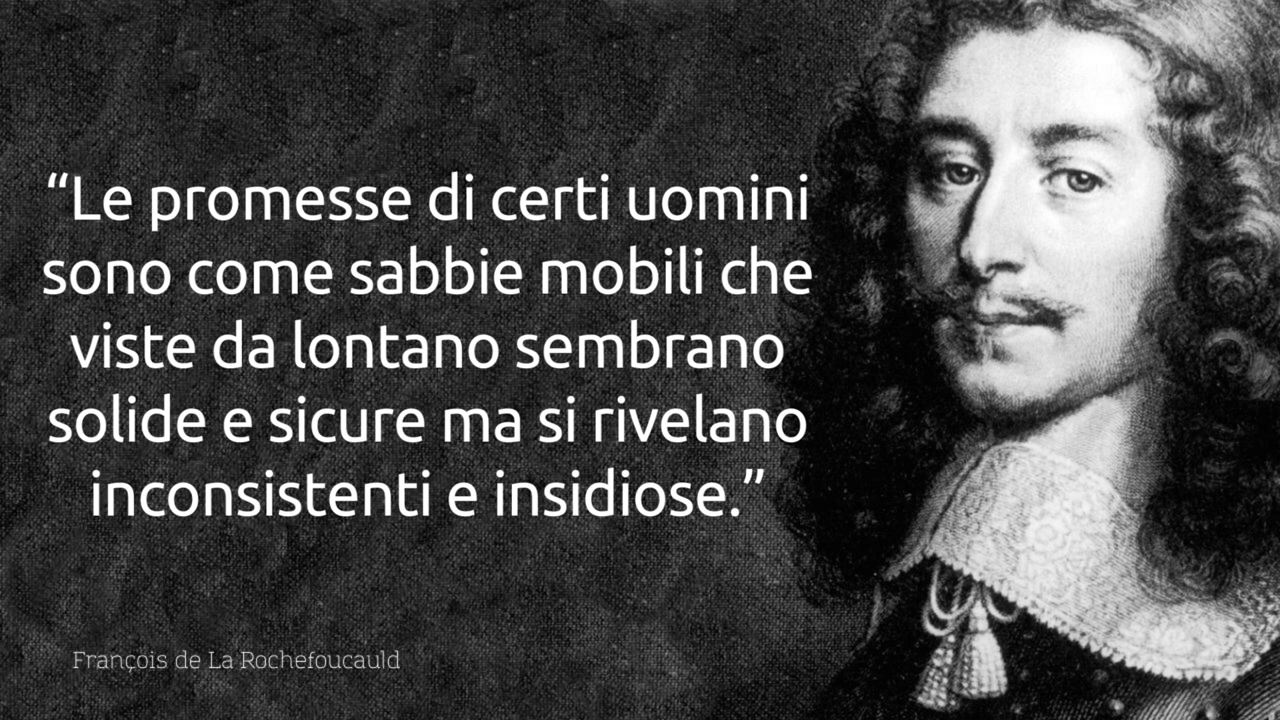 “Le promesse di certi uomini
sono come sabbie mobili che
viste da lontano sembrano
solide e sicure ma si rivelano
inconsistenti e insidiose.”
François de La Rochefoucauld